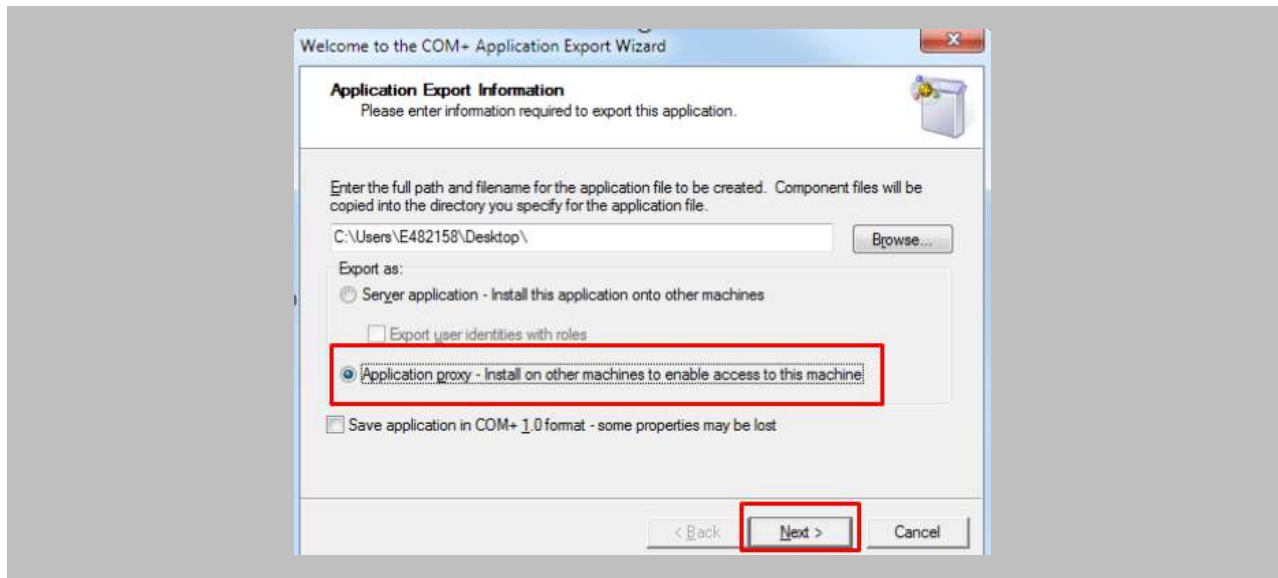 Welcome to the COM+ Application Export Wizard
Application Export Information
Please enter information required to export this application.
Enter the full path and filename for the application file to be created. Component files will be
copied into the directory you specify for the application file.
C:\Users\E482158\Desktop\
Browse...
Export as:
Server application - Install this application onto other machines
Export user identities with roles
Application proxy - Install on other machines to enable access to this machine
Save application in COM+ 1.0 format - some properties may be lost
< Back
Next >
Cancel